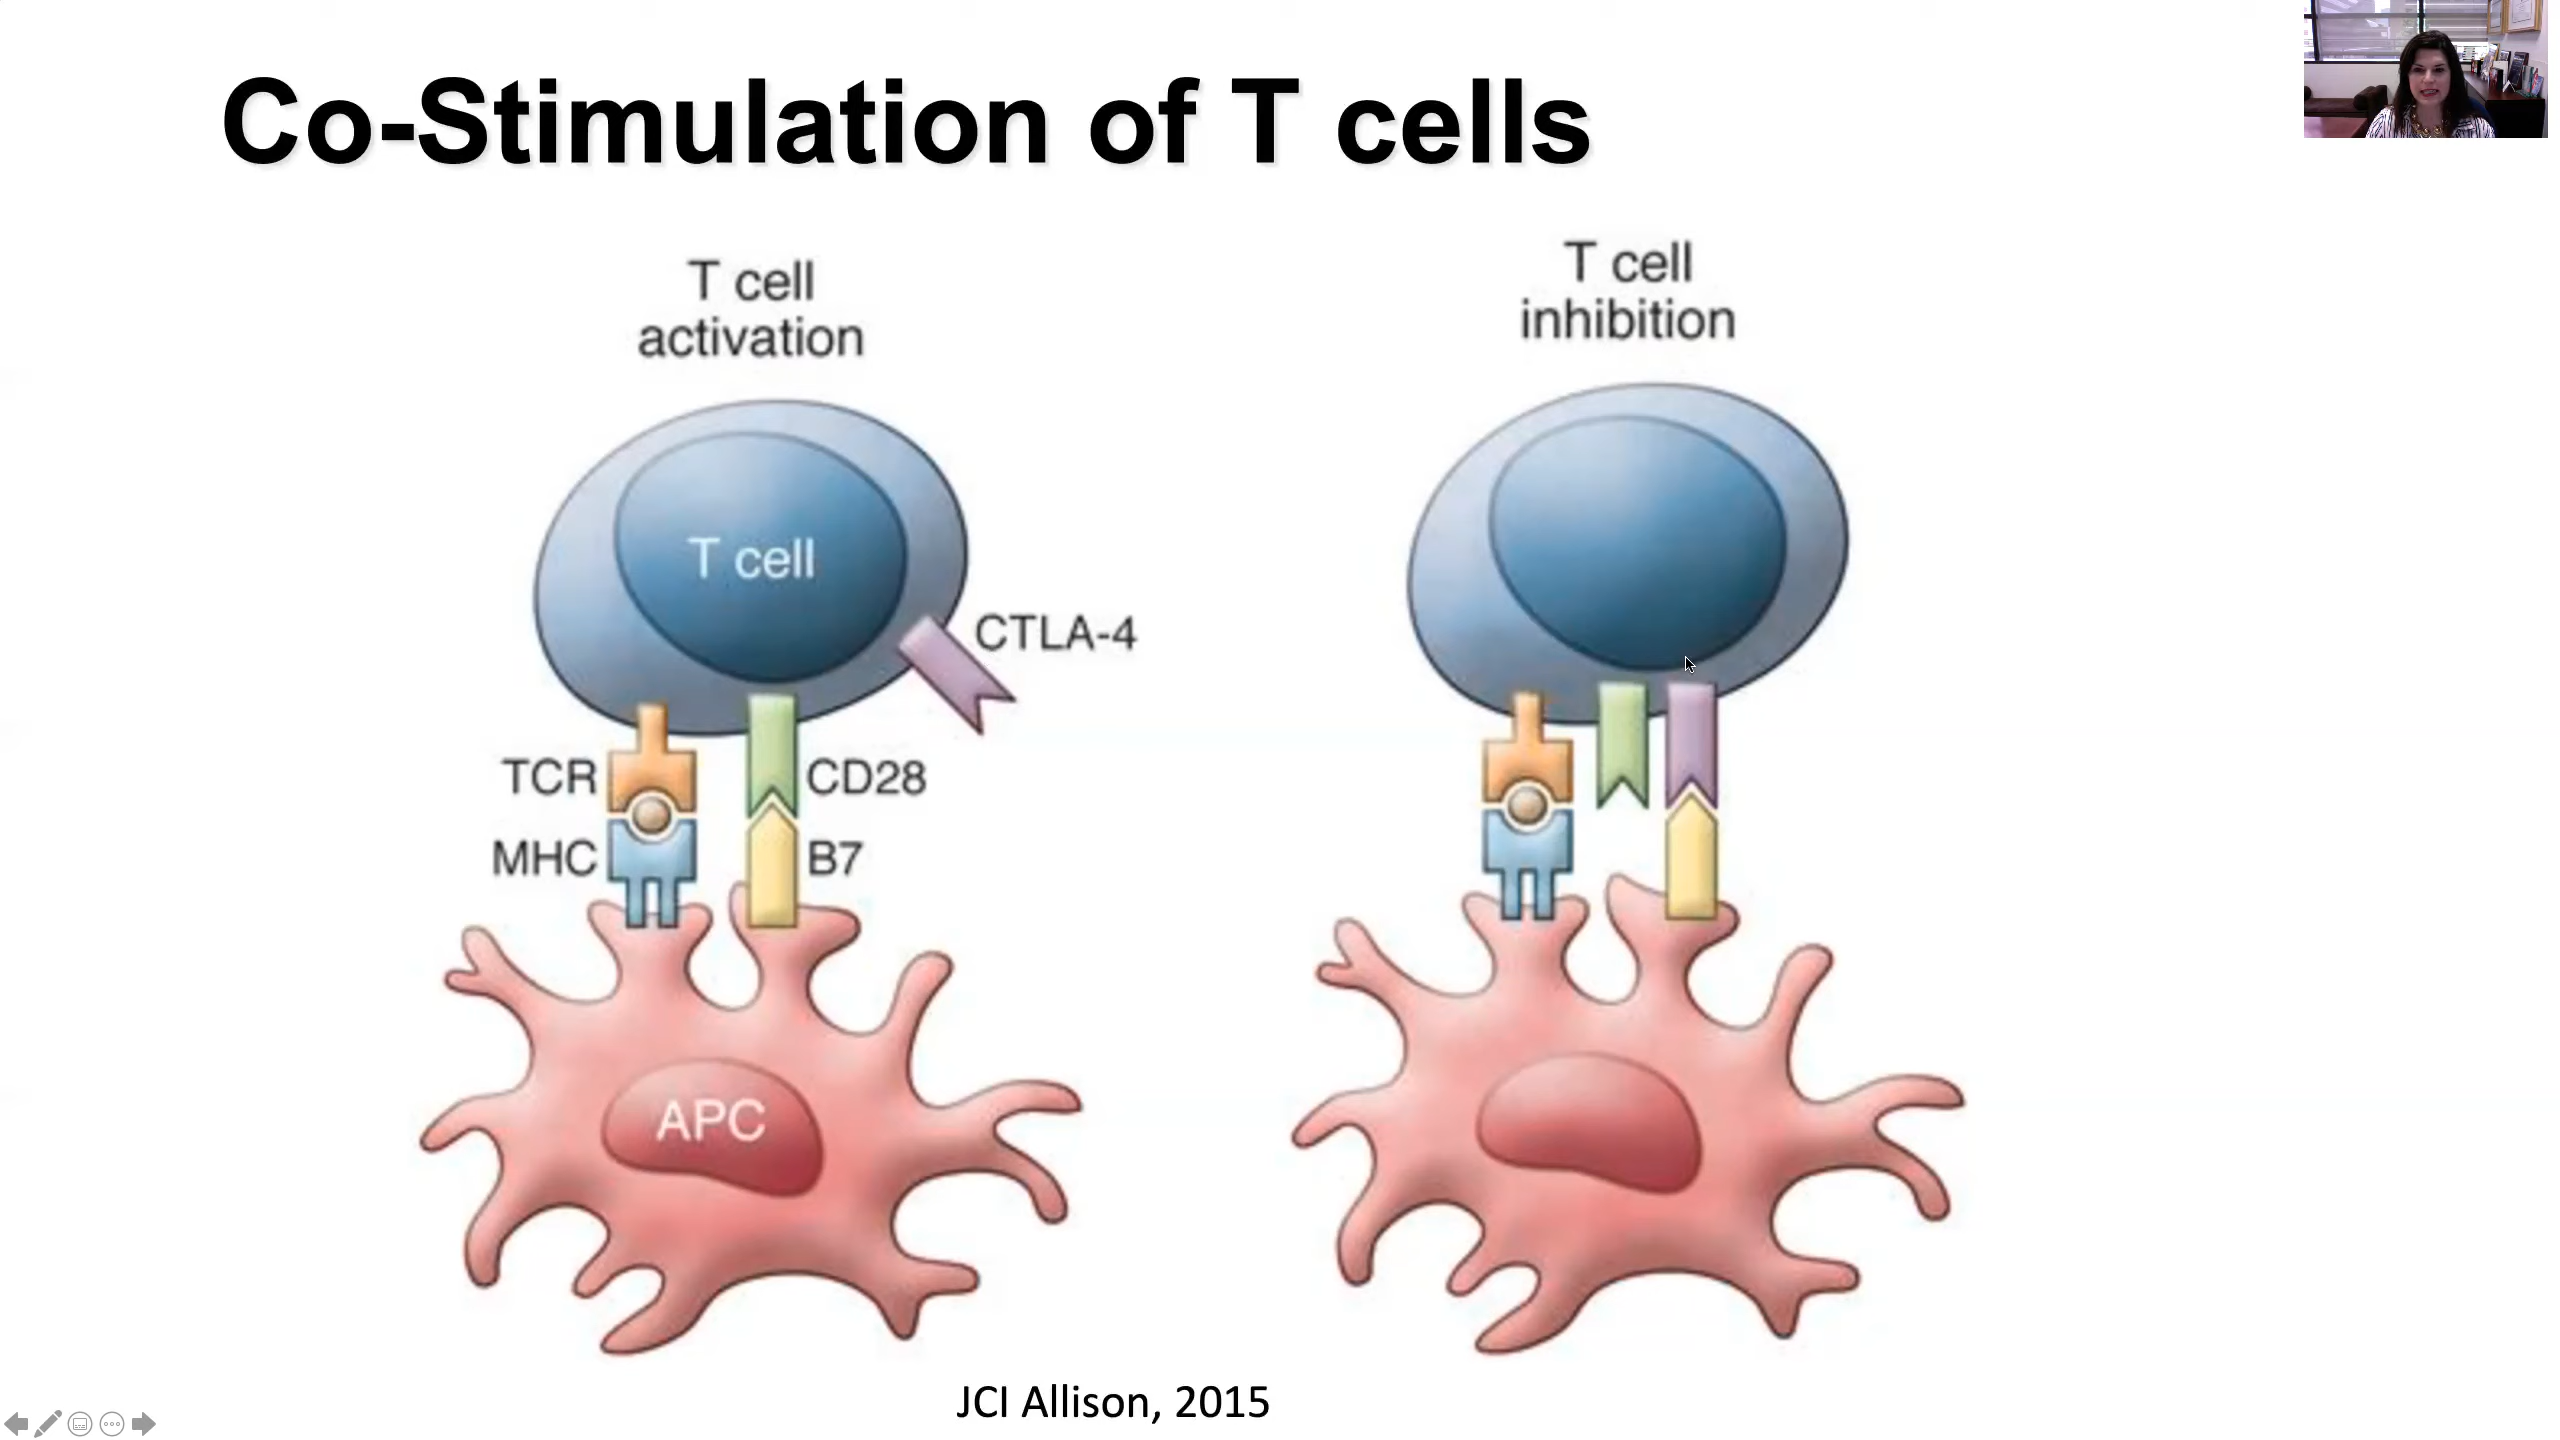 Co-Stimulation of T cells
T cell
activation
T cell
inhibition
T cell
CTLA-4
TCR
CD28
MHC
B7
APC
JCI Allison, 2015